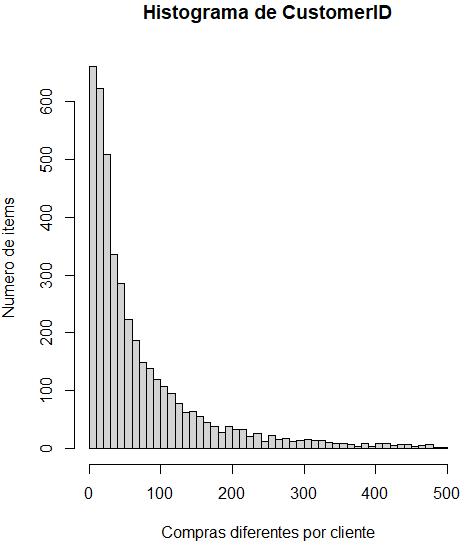 Histograma de CustomerID
Numero de items
600
500
400
300
200
100
0
0 100 200 300 400 500
Compras diferentes por cliente